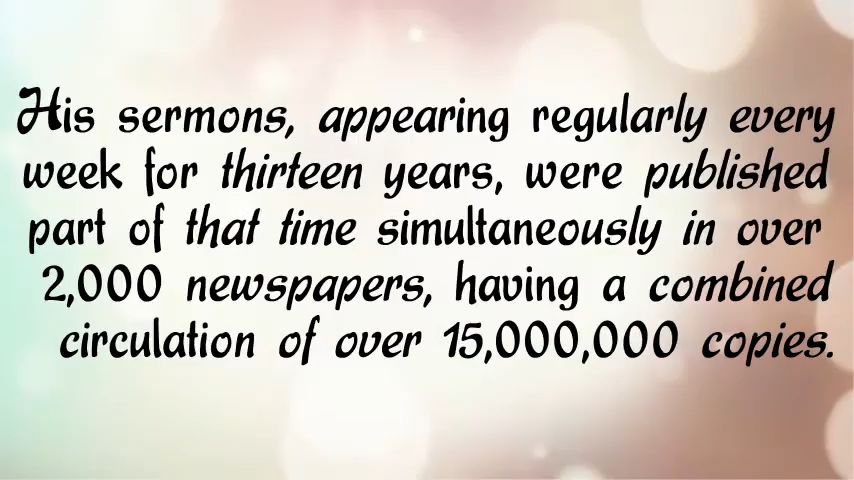 His sermons, appearing regularly every
week for thirteen years, were published
part of that time simultaneously in over
2,000 newspapers, having a combined
circulation of over 15,000,000 copies.